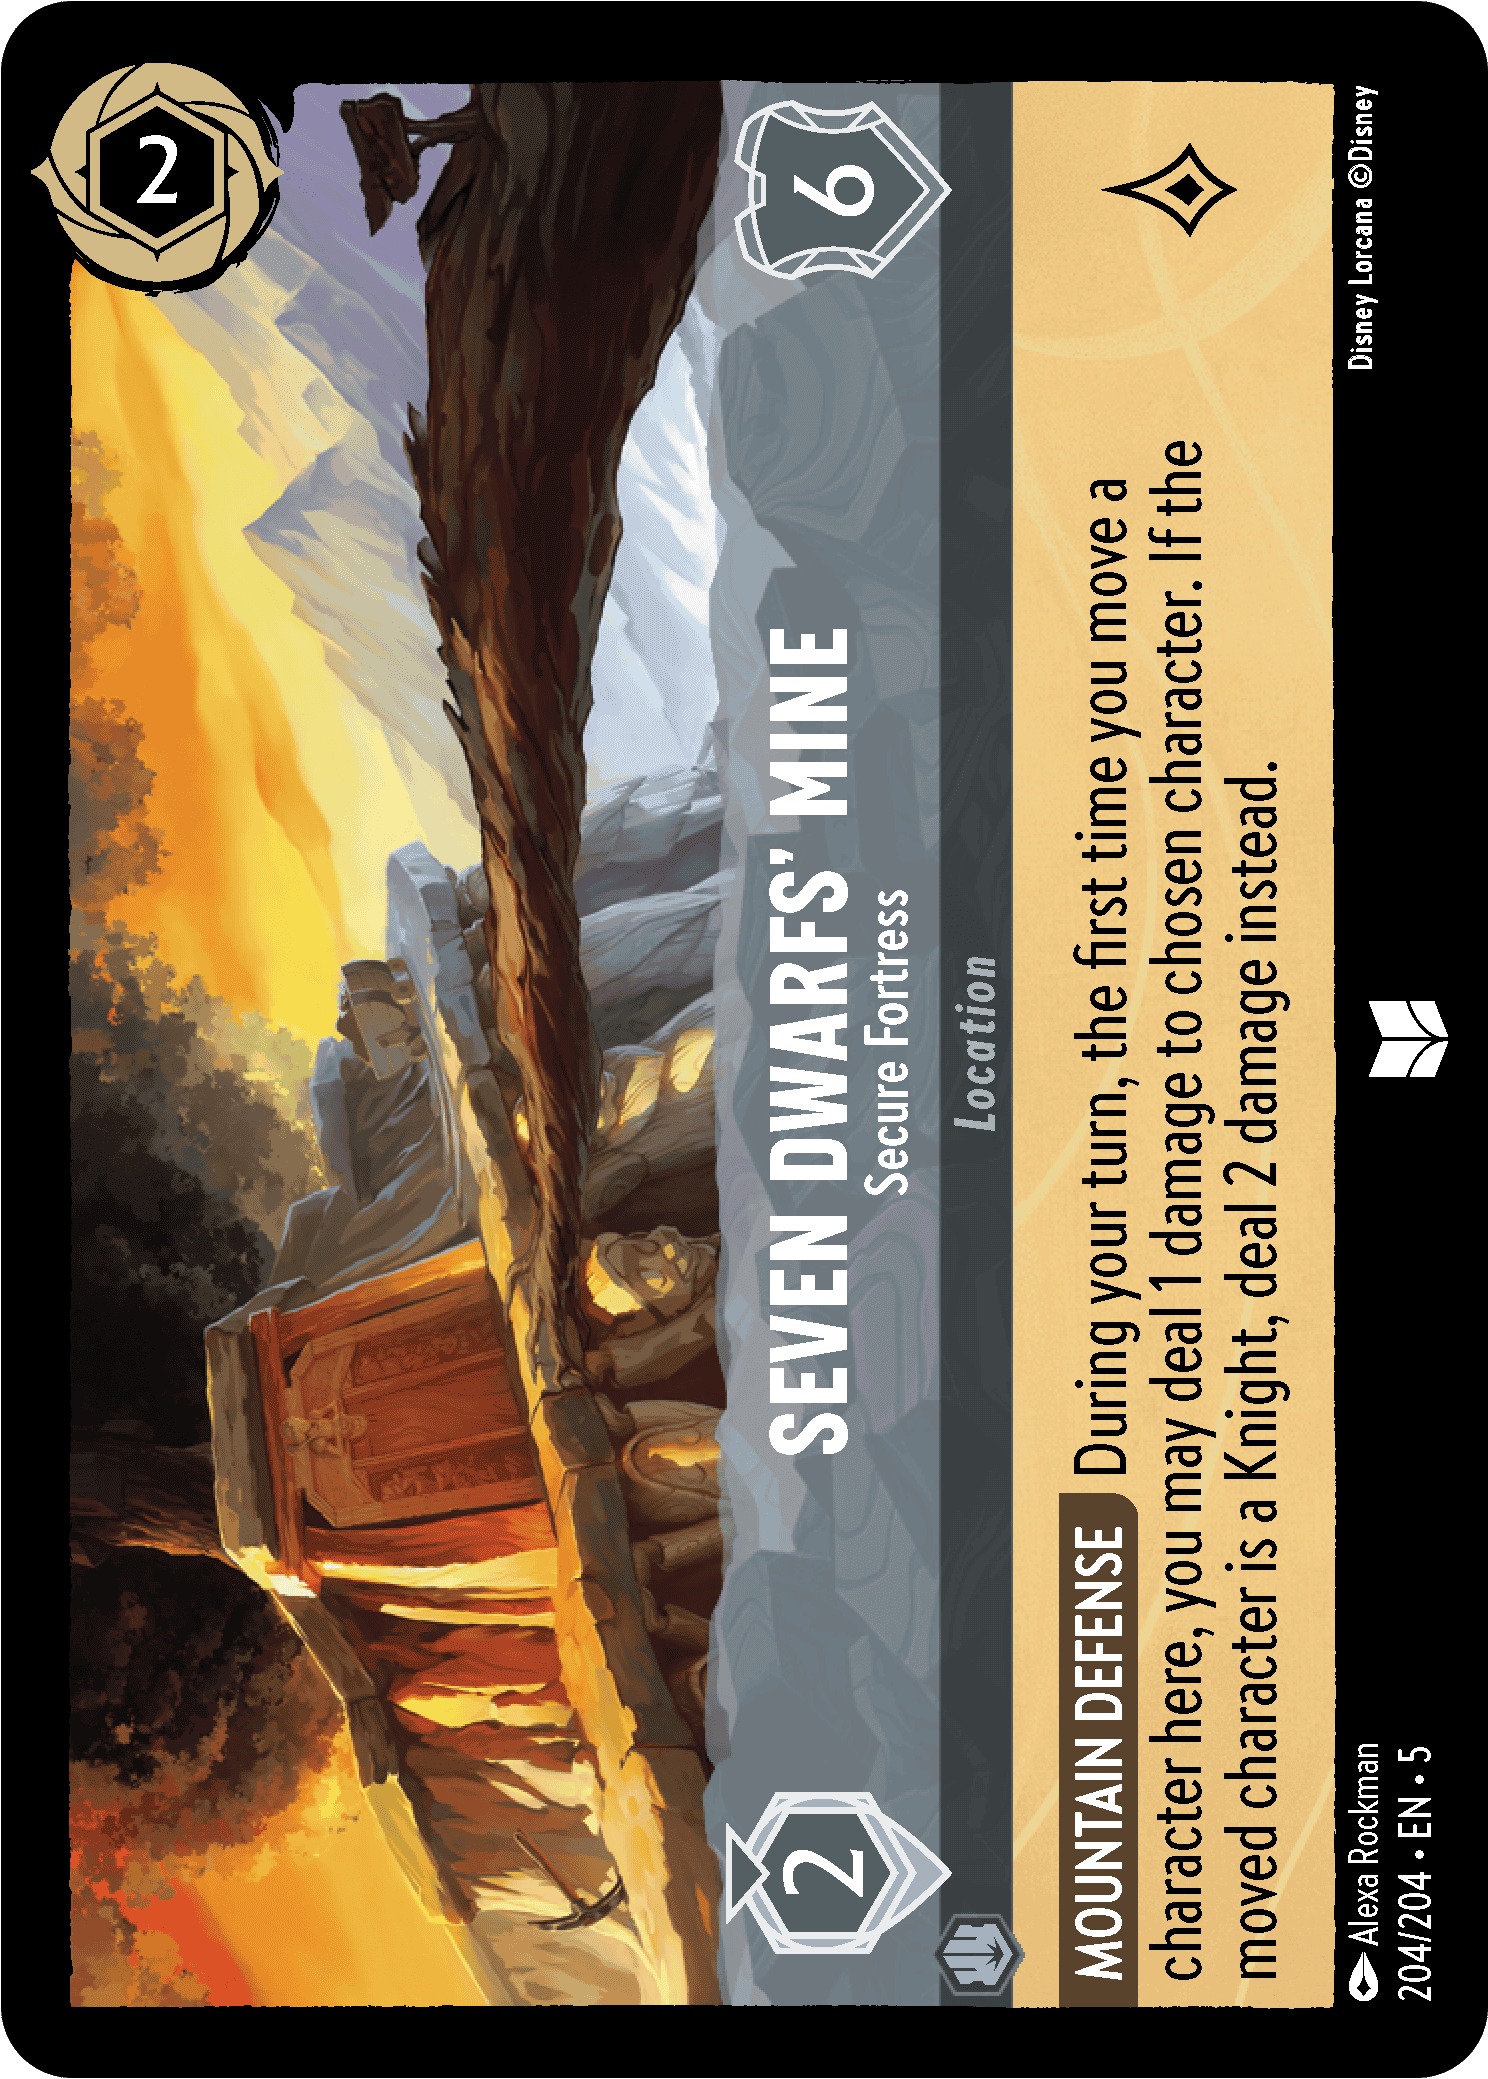 2
2
SEVEN DWARFS’ MINE
6
Secure Fortress
Location
MOUNTAIN DEFENSE During your turn, the first time you move a
character here, you may deal 1 damage to chosen character. If the
moved character is a Knight, deal 2 damage instead.
Alexa Rockman
Disney Lorcana ©Disney
204/204 • EN • 5